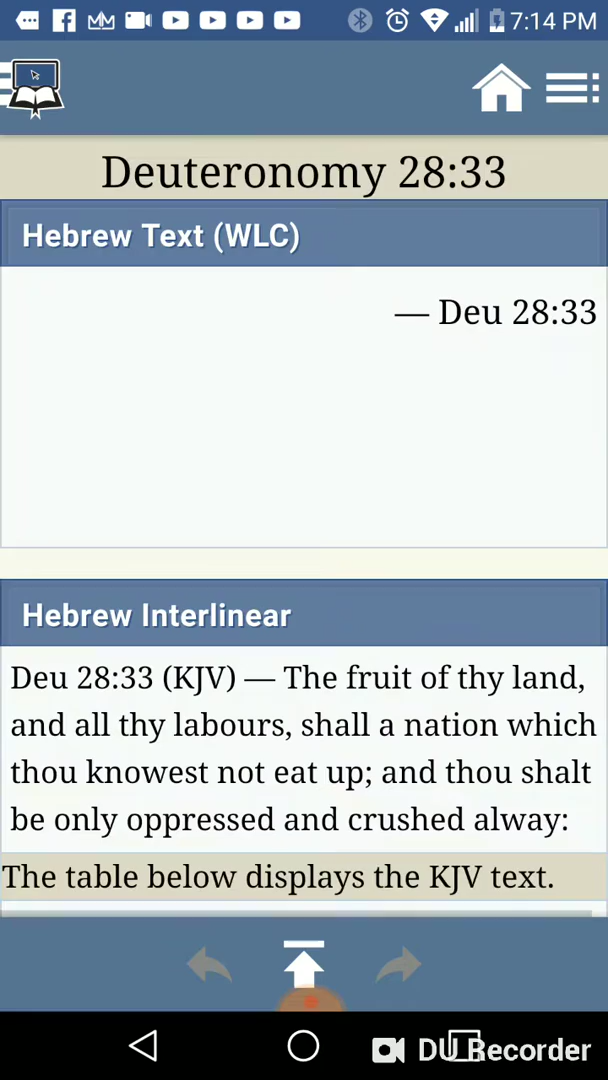 7:14 PM
Deuteronomy 28:33
Hebrew Text (WLC)
— Deu 28:33
Hebrew Interlinear
Deu 28:33 (KJV) — The fruit of thy land,
and all thy labours, shall a nation which
thou knowest not eat up; and thou shalt
be only oppressed and crushed alway:
The table below displays the KJV text.
DU Recorder